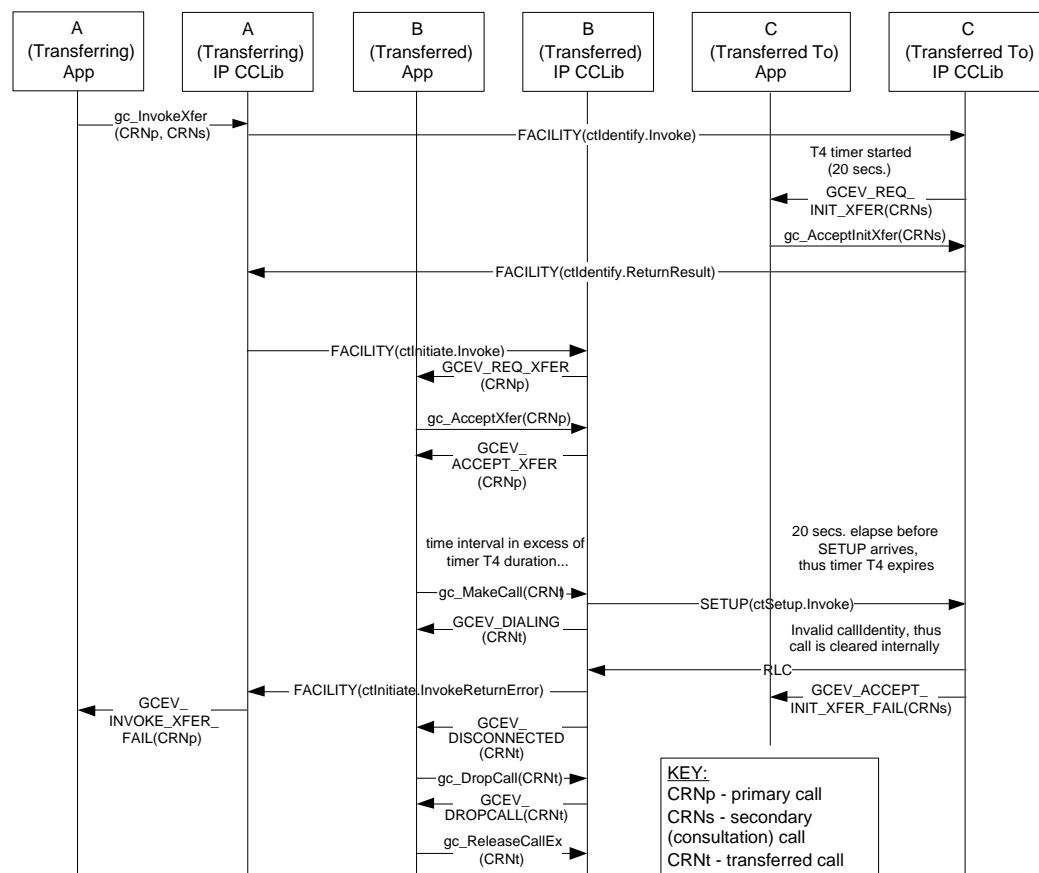 A
(Transferring)
App
A
(Transferring)
IP CCLib
B
(Transferred)
App
B
(Transferred)
IP CCLib
C
(Transferred To)
App
C
(Transferred To)
IP CCLib
gc_InvokeXfer
(CRNp, CRNs)
FACILITY(ctIdentify.Invoke)
T4 timer started
(20 secs.)
GCEV_REQ_
INIT_XFER(CRNs)
gc_AcceptInitXfer(CRNs)
FACILITY(ctIdentify.ReturnResult)
FACILITY(ctInitiate.Invoke)
GCEV_REQ_XFER
(CRNp)
gc_AcceptXfer(CRNp)
GCEV_
ACCEPT_XFER
(CRNp)
20 secs. elapse before
SETUP arrives,
thus timer T4 expires
time interval in excess of
timer T4 duration...
gc_MakeCall(CRNt)
SETUP(ctSetup.Invoke)
GCEV_DIALING
(CRNt)
Invalid callIdentity, thus
call is cleared internally
RLC
FACILITY(ctInitiate.InvokeReturnError)
GCEV_ACCEPT_
INIT_XFER_FAIL(CRNs)
GCEV_
INVOKE_XFER_
FAIL(CRNp)
GCEV_
DISCONNECTED
(CRNt)
gc_DropCall(CRNt)
GCEV_
DROPCALL(CRNt)
gc_ReleaseCallEx
(CRNt)
KEY:
CRNp - primary call
CRNs - secondary
(consultation) call
CRNt - transferred call